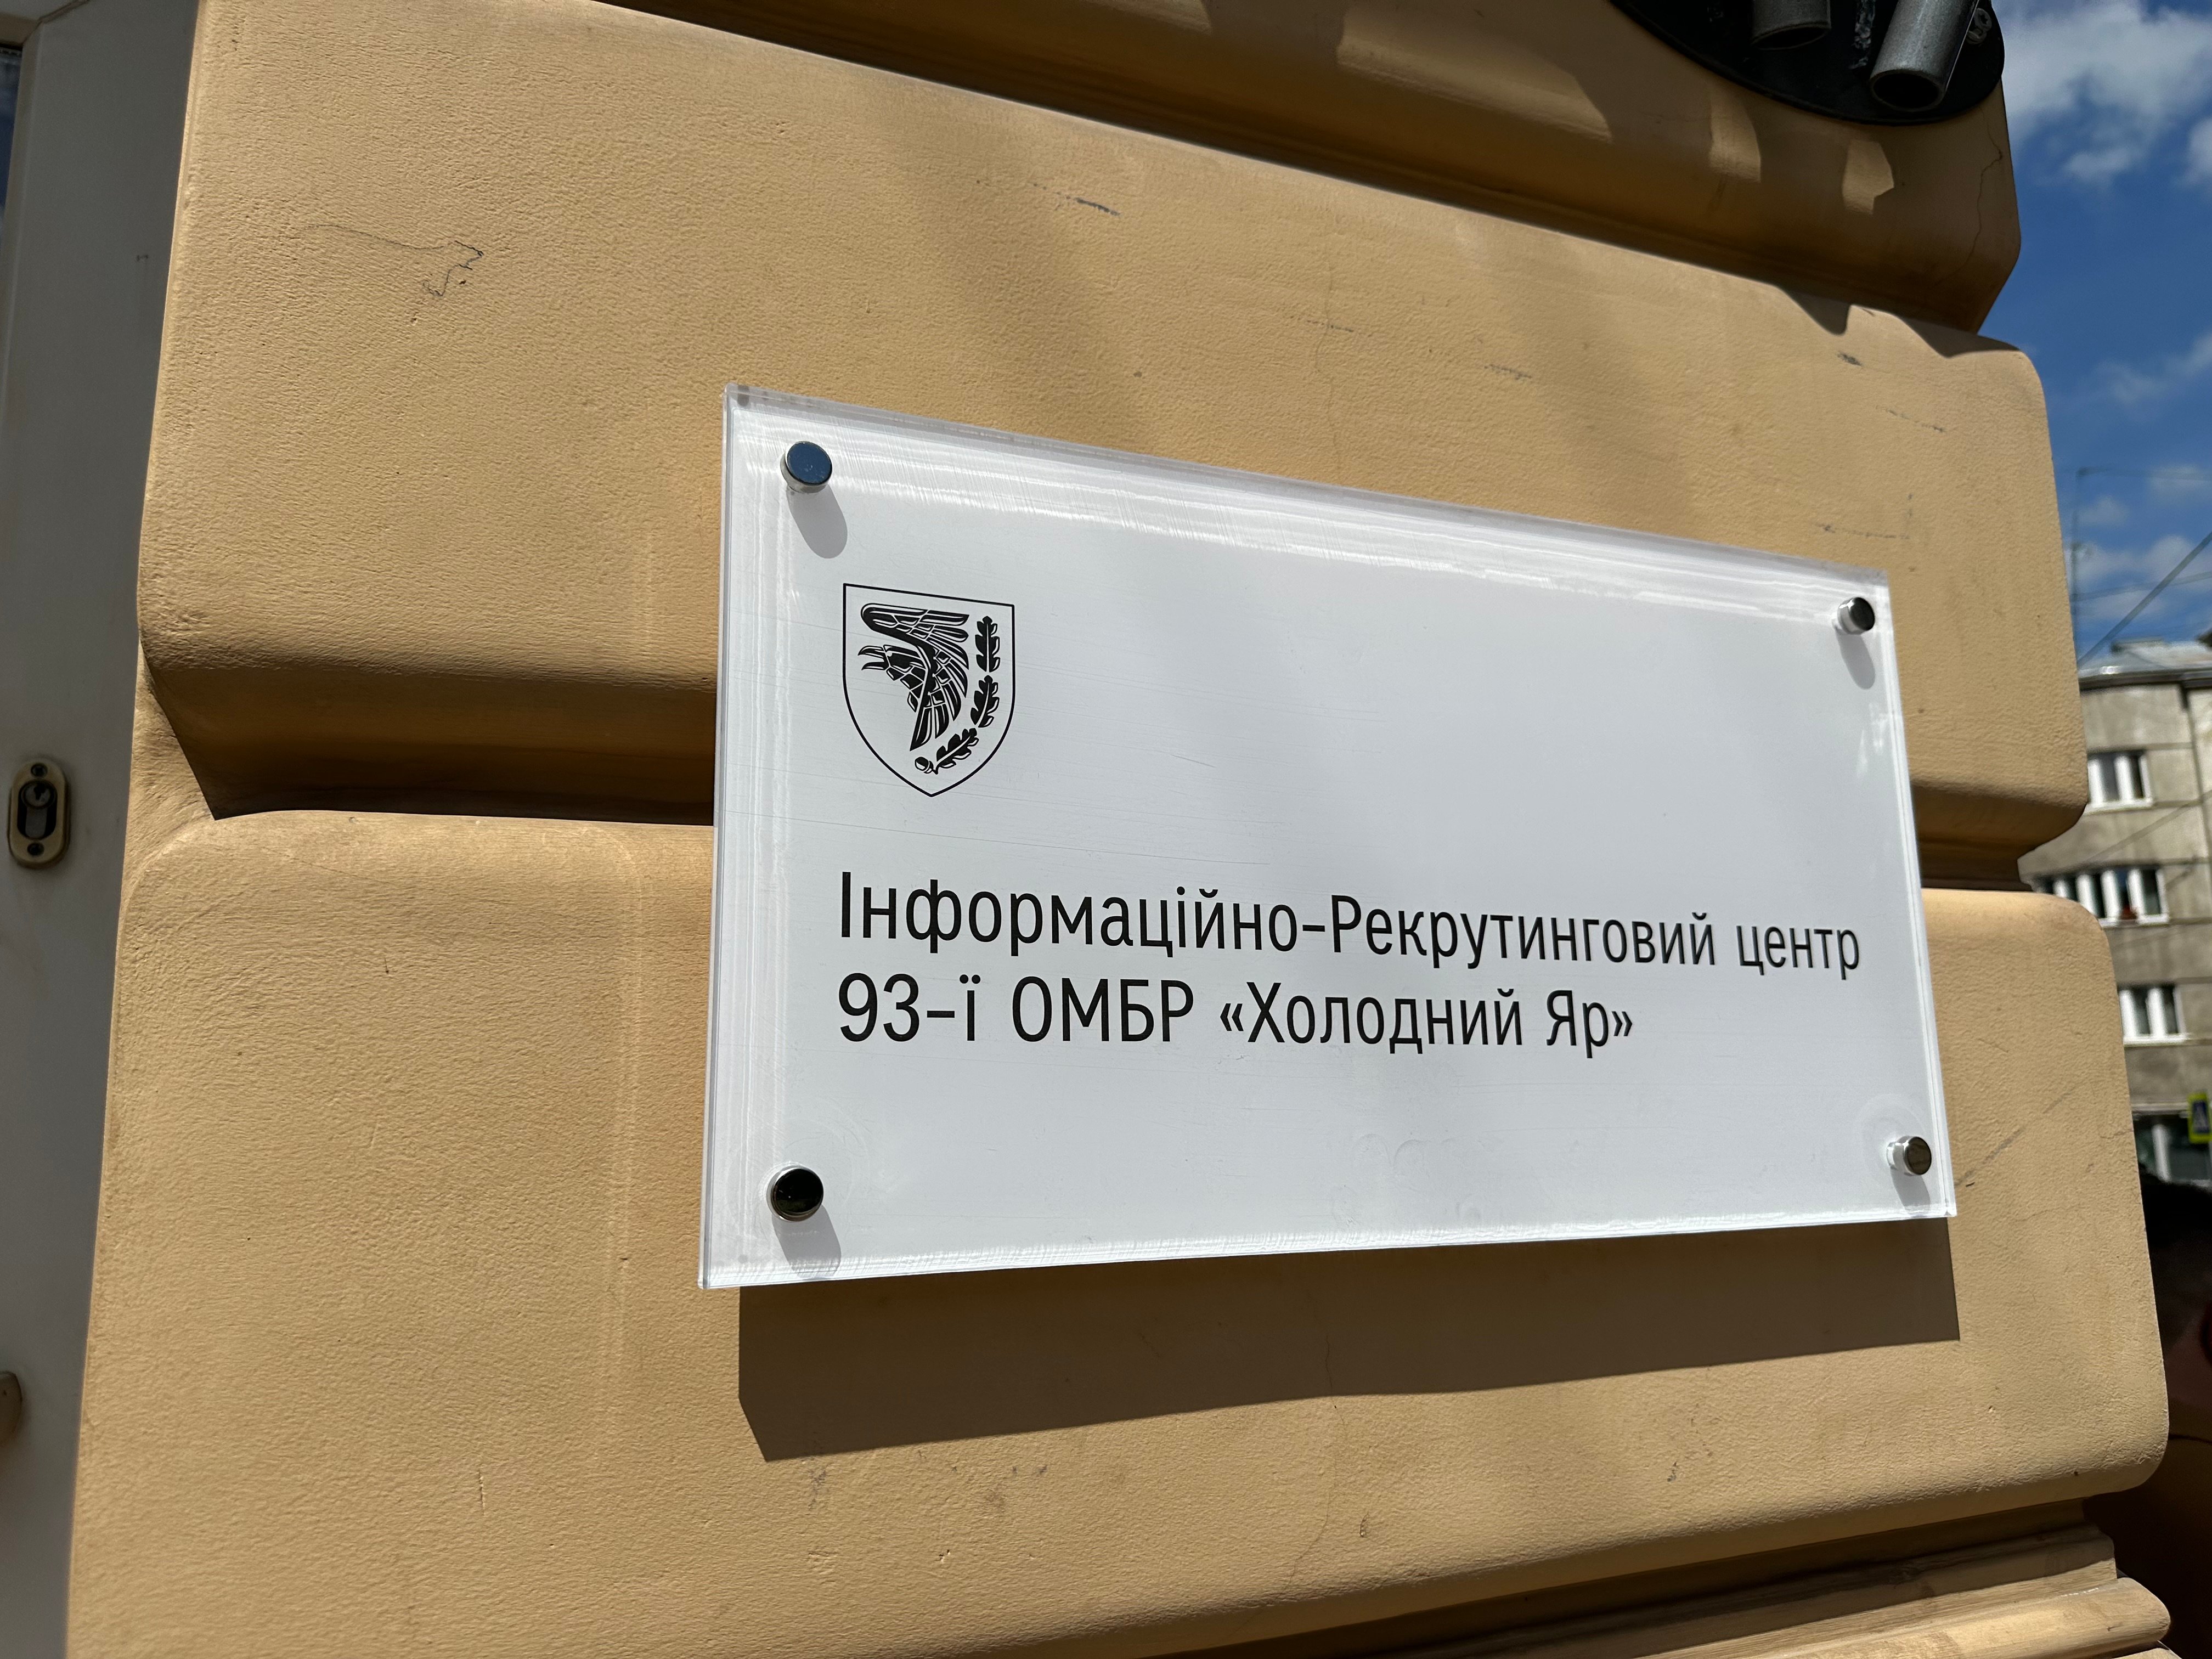 Інформаційно-Рекрутинговий центр
93-ї ОМБР «Холодний Яр»